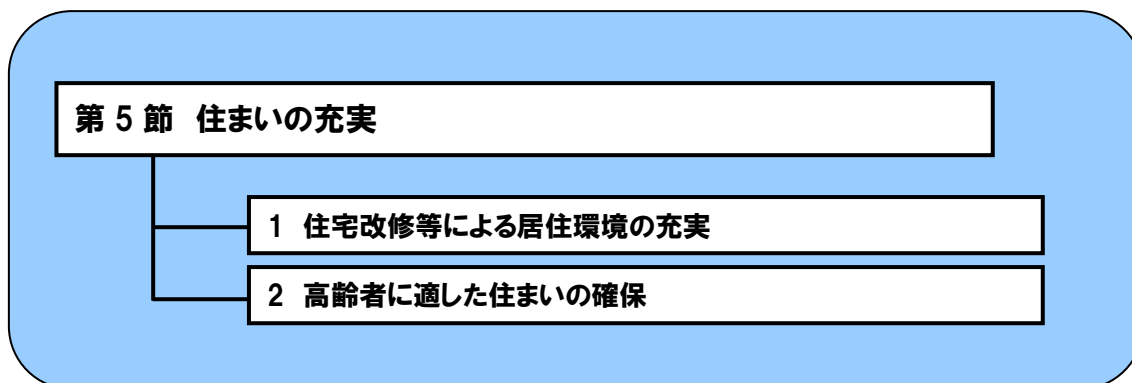 第 5 節　住まいの充実
1　住宅改修等による居住環境の充実
2　高齢者に適した住まいの確保